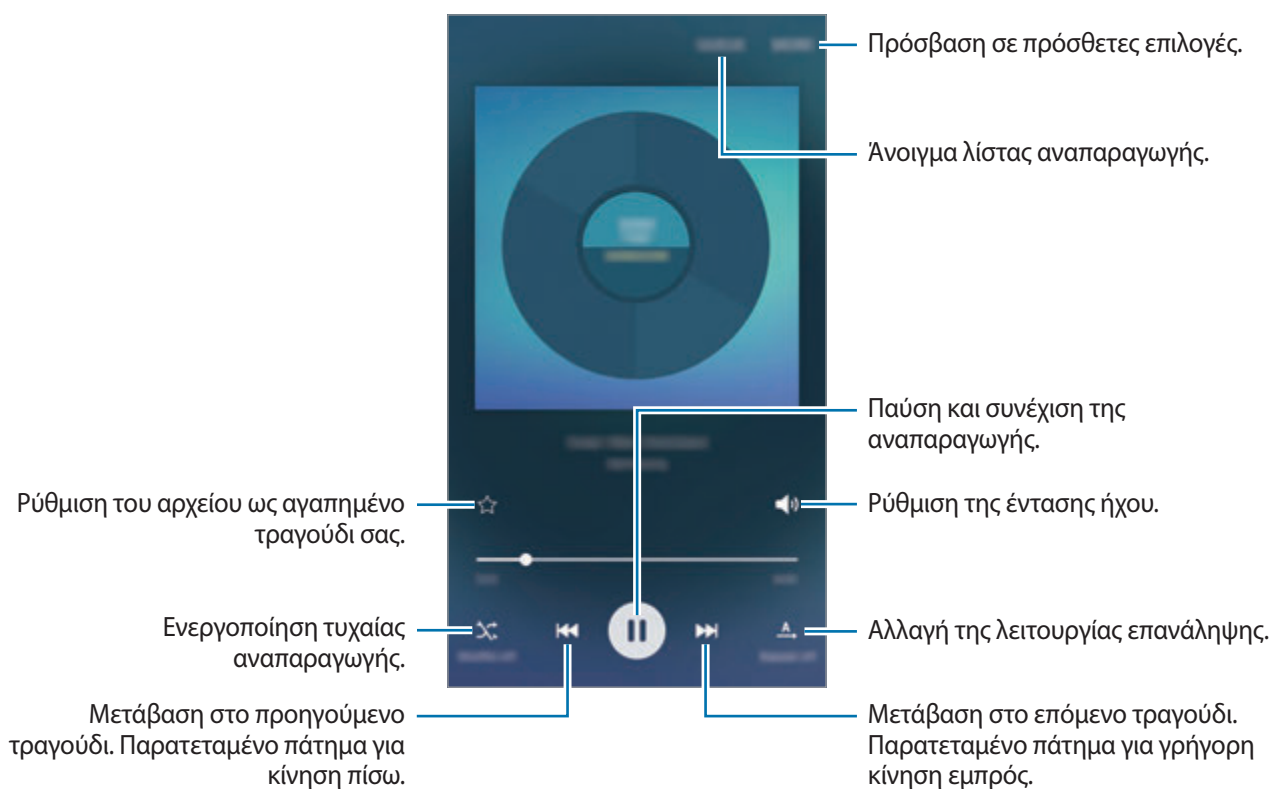 Πρόσβαση σε πρόσθετες επιλογές.
Άνοιγμα λίστας αναπαραγωγής.
Παύση και συνέχιση της
αναπαραγωγής.
Ρύθμιση του αρχείου ως αγαπημένο
τραγούδι σας.
Ρύθμιση της έντασης ήχου.
Ενεργοποίηση τυχαίας
αναπαραγωγής.
Αλλαγή της λειτουργίας επανάληψης.
Μετάβαση στο προηγούμενο
τραγούδι. Παρατεταμένο πάτημα για
κίνηση πίσω.
Μετάβαση στο επόμενο τραγούδι.
Παρατεταμένο πάτημα για γρήγορη
κίνηση εμπρός.